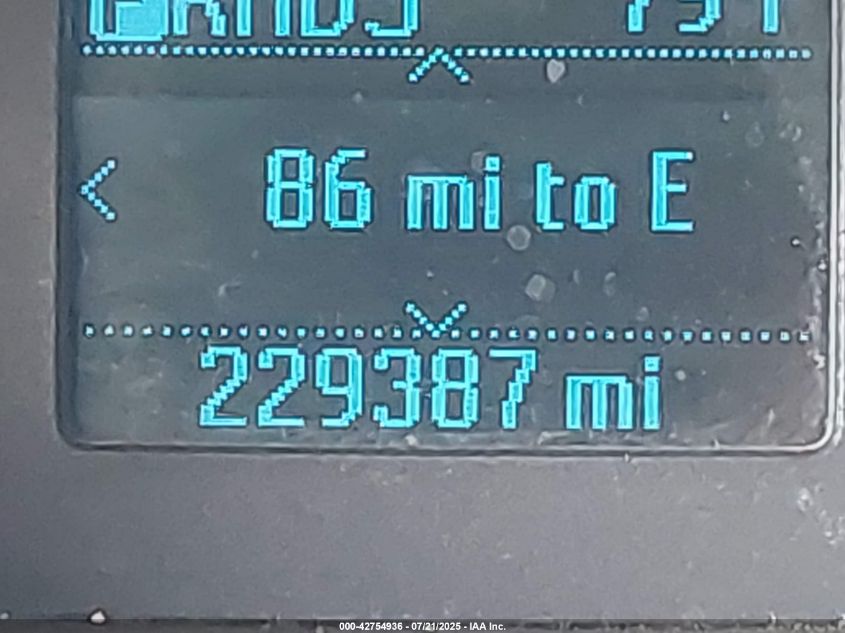 86 mi to E
229387 mi
000-42754936 - 07/21/2025 - IAA Inc.